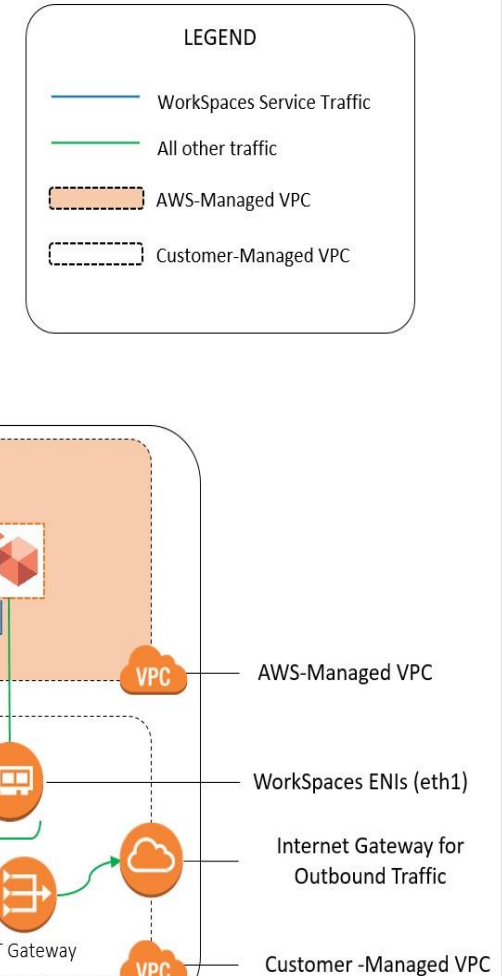 LEGEND
WorkSpaces Service Traffic
All other traffic
AWS-Managed VPC
Customer-Managed VPC
VPC
AWS-Managed VPC
WorkSpaces ENIs (eth1)
Internet Gateway for
Outbound Traffic
Gateway
VPC
Customer -Managed VPC